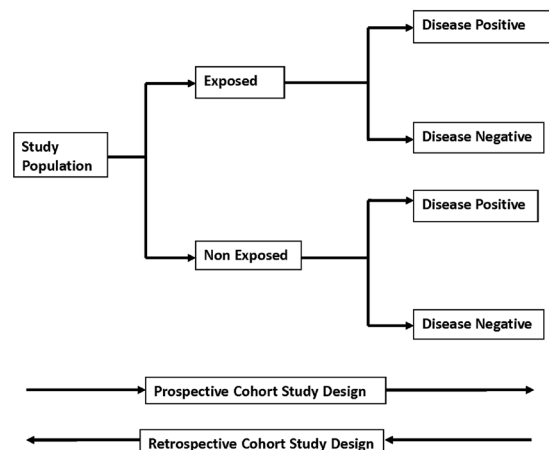 Disease Positive
Exposed
Disease Negative
Study
Population
Disease Positive
Non Exposed
Disease Negative
Prospective Cohort Study Design
Retrospective Cohort Study Design